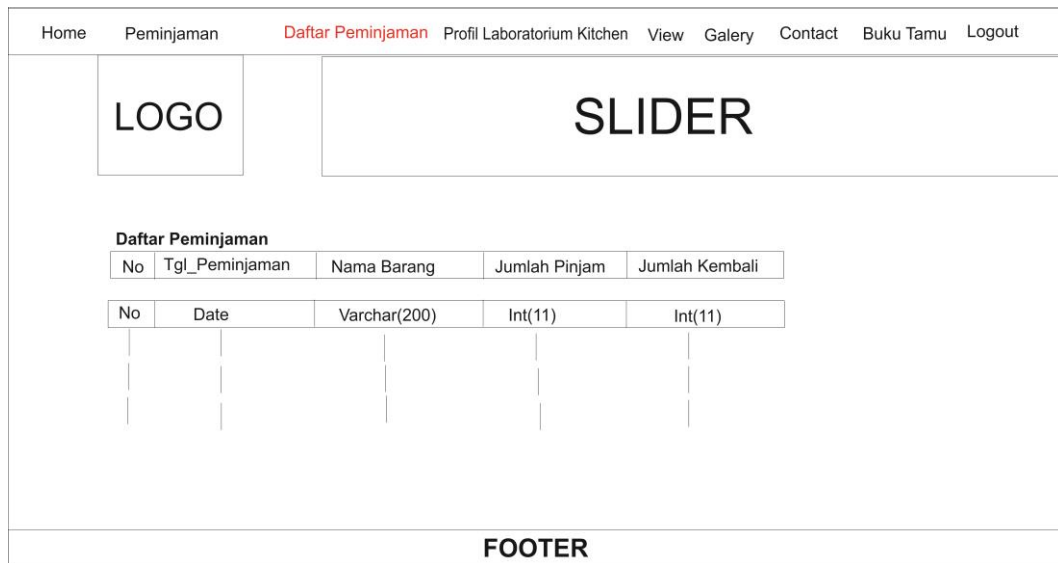 Home Peminjaman Daftar Peminjaman Profil Laboratorium Kitchen View Galery Contact Buku Tamu Logout
LOGO SLIDER
Daftar Peminjaman
No Tgl_Peminjaman Nama Barang Jumlah Pinjam Jumlah Kembali
No Date Varchar(200) Int(11) Int(11)
FOOTER